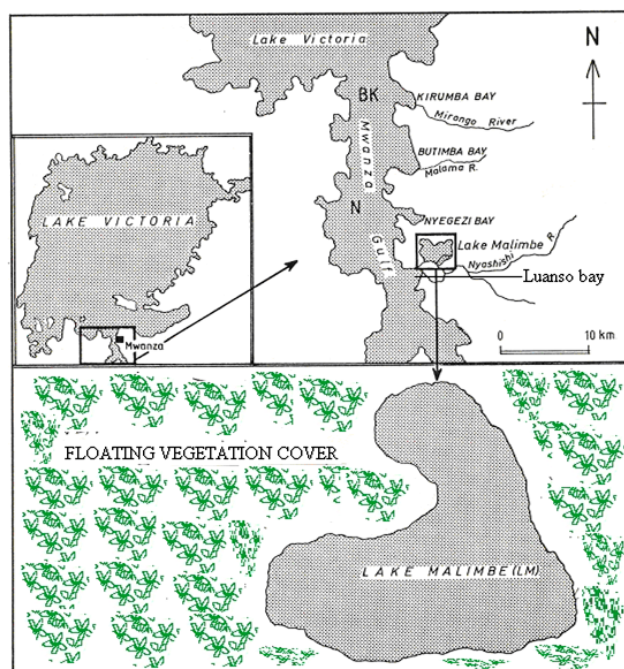 Lake Victoria
N
BK
KIRUMBA BAY
Mirongo River
Mwanza
BUTIMBA BAY
Malama R.
LAKE VICTORIA
N
NYEGEZI BAY
Gulf
Lake Malimbe
Nyashishi R
Luanso bay
Mwanza
0 10 km
FLOATING VEGETATION COVER
LAKE MALIMBE (LM)